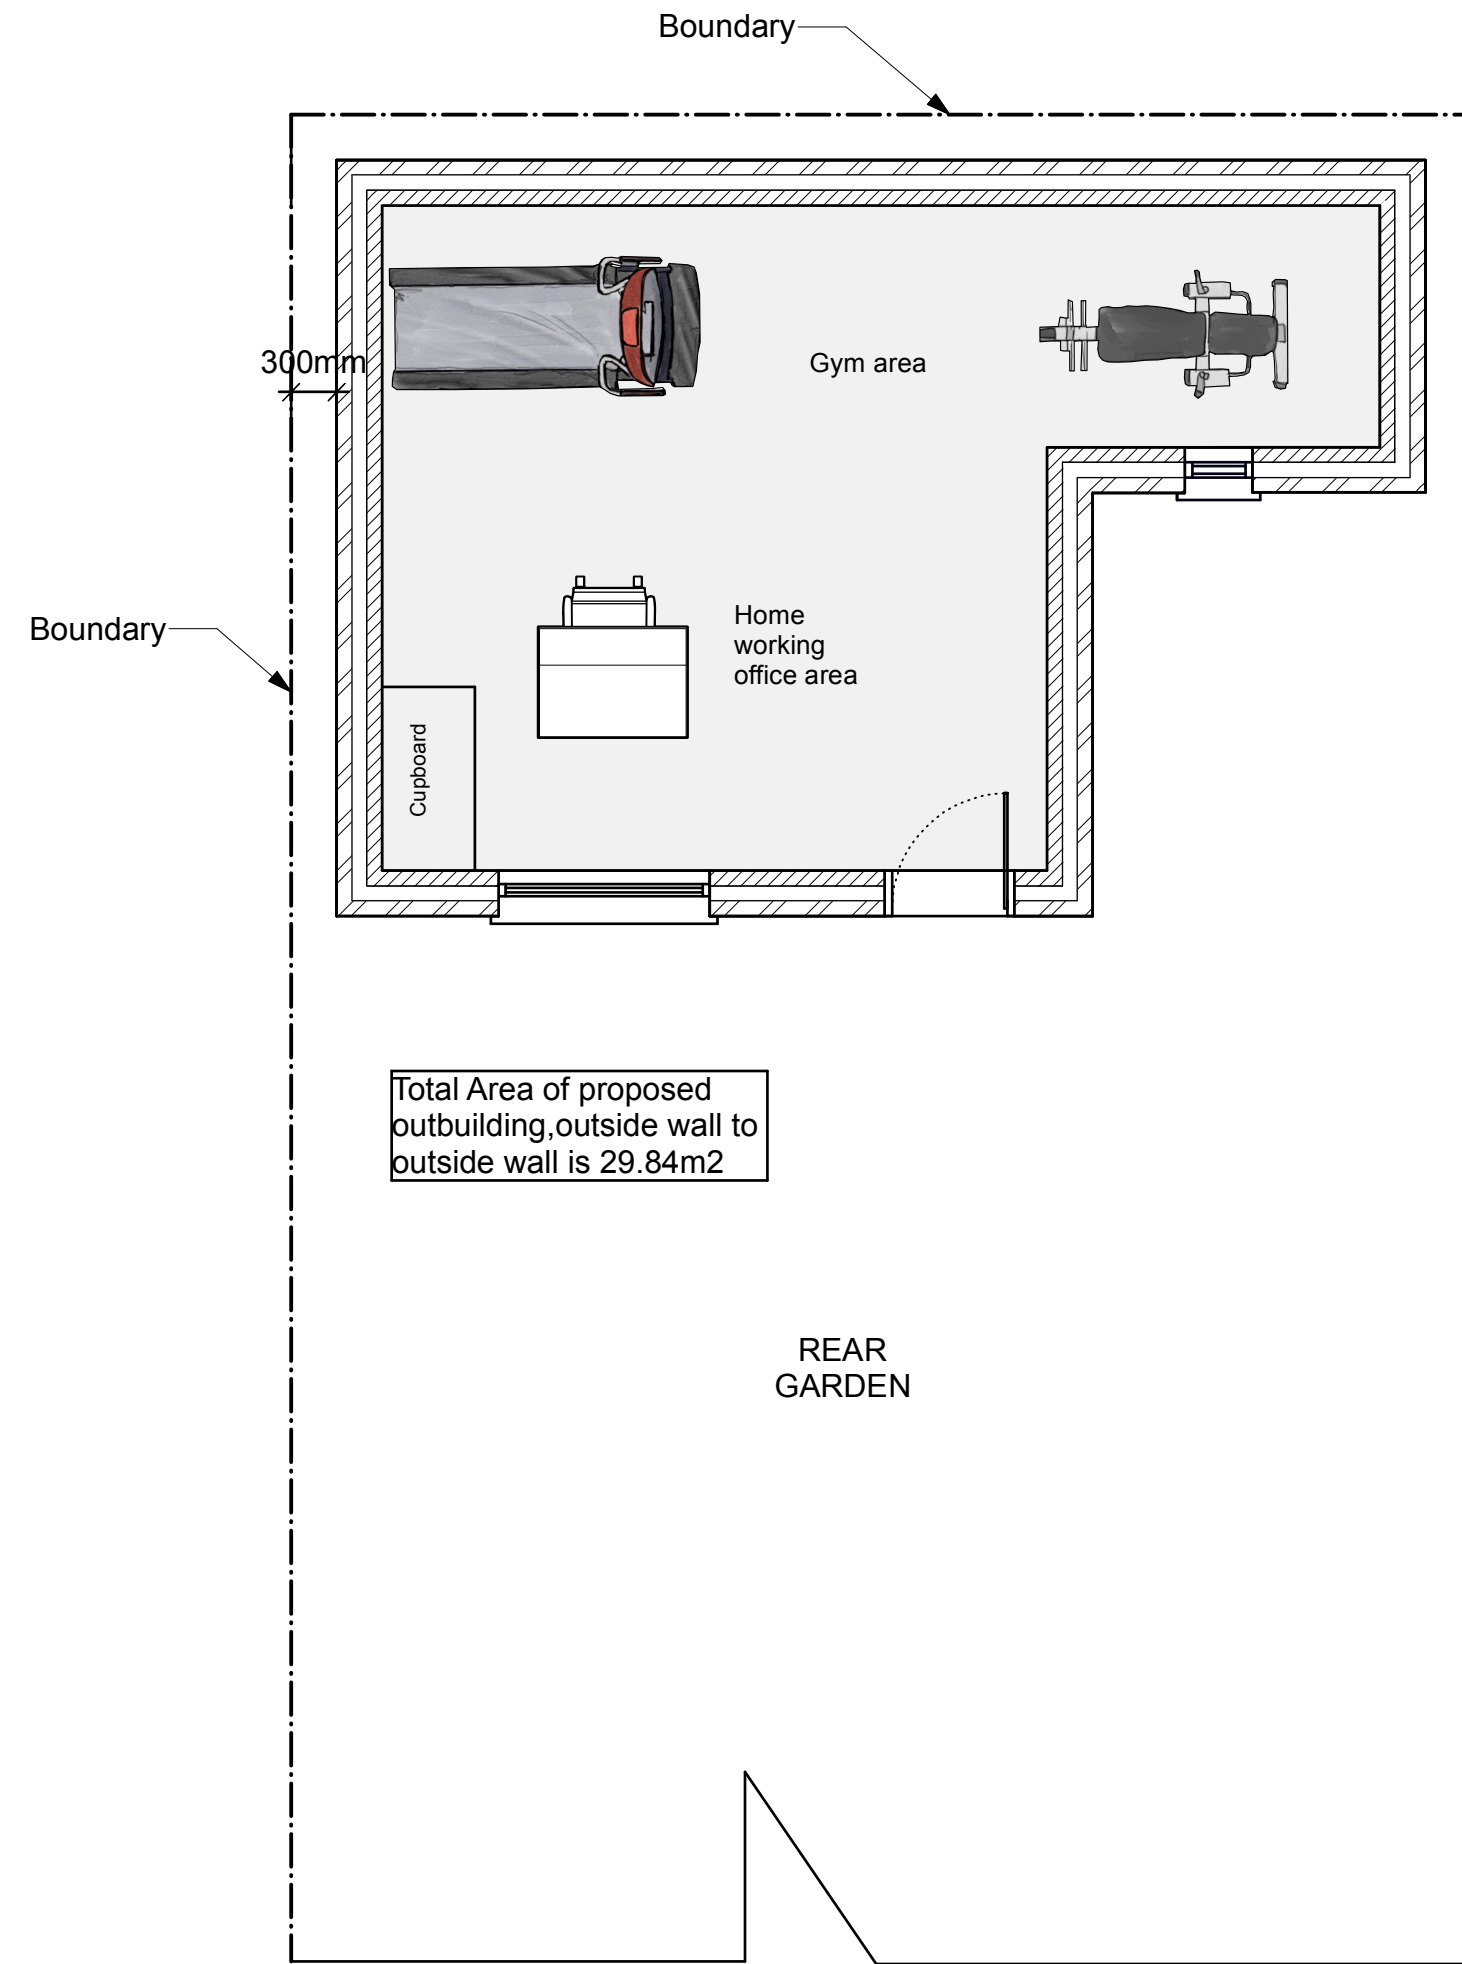 Boundary
300mm
Gym area
Boundary
Home
working
office area
Cupboard
Total Area of proposed
outbuilding,outside wall to
outside wall is 29.84m2
REAR
GARDEN